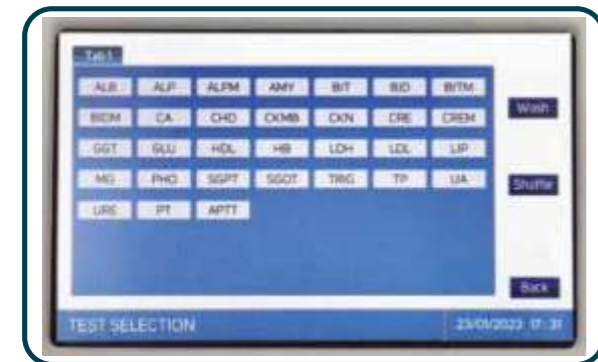 Tab1
ALB ALP ALPM AMY BIT BID BITM
BIDM CA CHO CKMB CKN CRE CREM
Wash
GGT GLU HDL HB LDH LDL LIP
MG PHO SGPT SGOT TRIG TP UA
Shuffle
URE PT APTT
Back
TEST SELECTION 23/01/2023 17:31